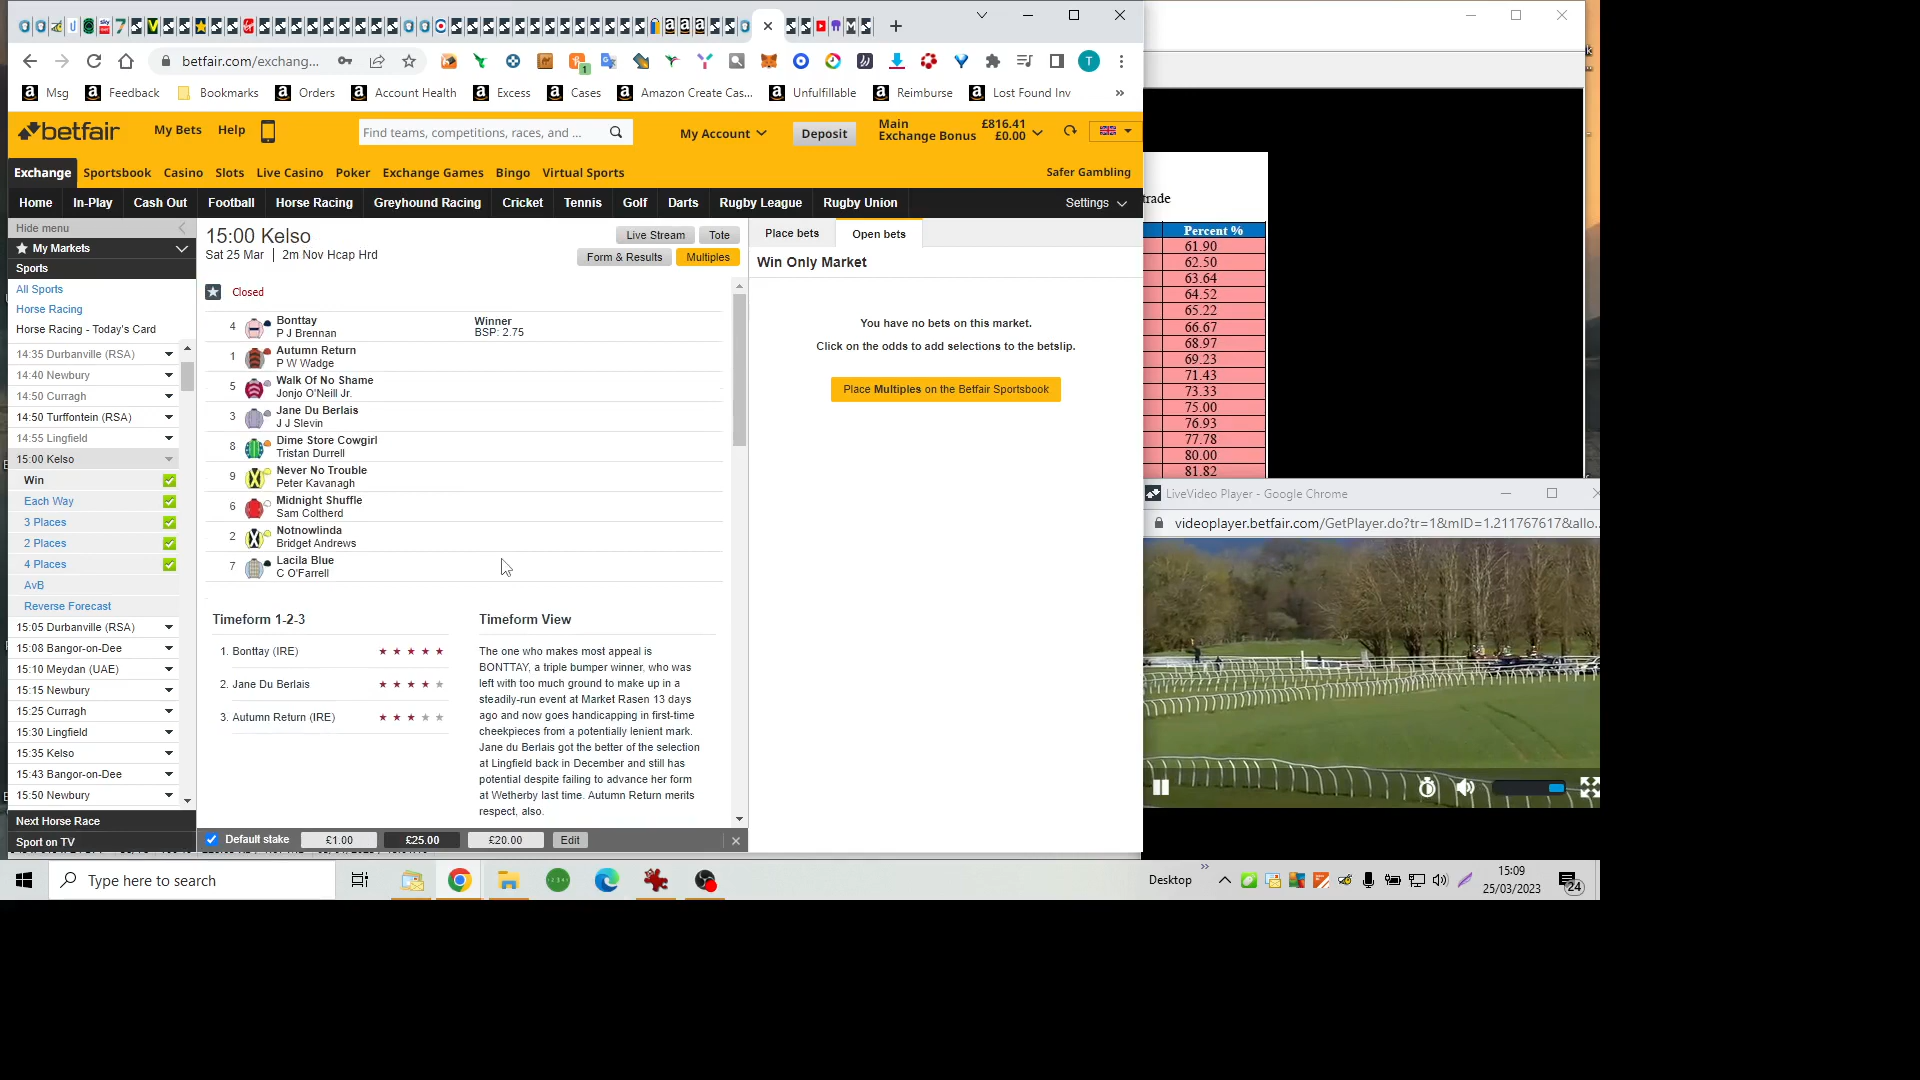 betfair.com/exchang...
Msg
Feedback
Bookmarks
Orders
Account Health
Excess
Cases
Amazon Create Cas...
Unfulfillable
Reimburse
Lost Found Inv
»
betfair
My Bets
Help
Find teams, competitions, races, and ...
My Account
Deposit
Main £816.41
Exchange Bonus £0.00
Exchange
Sportsbook
Casino
Slots
Live Casino
Poker
Exchange Games
Bingo
Virtual Sports
Safer Gambling
Home
In-Play
Cash Out
Football
Horse Racing
Greyhound Racing
Cricket
Tennis
Golf
Darts
Rugby League
Rugby Union
Settings
Hide menu
My Markets
Sports
All Sports
Horse Racing
Horse Racing - Today's Card
14:35 Durbanville (RSA)
14:40 Newbury
14:50 Curragh
14:50 Turffontein (RSA)
14:55 Lingfield
15:00 Kelso
Win
Each Way
3 Places
2 Places
4 Places
AvB
Reverse Forecast
15:05 Durbanville (RSA)
15:08 Bangor-on-Dee
15:10 Meydan (UAE)
15:15 Newbury
15:25 Curragh
15:30 Lingfield
15:35 Kelso
15:43 Bangor-on-Dee
15:50 Newbury
Next Horse Race
Sport on TV
15:00 Kelso
Sat 25 Mar | 2m Nov Hcap Hrd
Live Stream
Tote
Form & Results
Multiples
Closed
4 Bonttay
P J Brennan
Winner
BSP: 2.75
1 Autumn Return
P W Wadge
5 Walk Of No Shame
Jonjo O'Neill Jr.
3 Jane Du Berlais
J J Slevin
8 Dime Store Cowgirl
Tristan Durrell
9 Never No Trouble
Peter Kavanagh
6 Midnight Shuffle
Sam Coltherd
2 Notnowlinda
Bridget Andrews
7 Lacila Blue
C O'Farrell
Timeform 1-2-3
1. Bonttay (IRE)
2. Jane Du Berlais
3. Autumn Return (IRE)
Timeform View
The one who makes most appeal is
BONTTAY, a triple bumper winner, who was
left with too much ground to make up in a
steadily-run event at Market Rasen 13 days
ago and now goes handicapping in first-time
cheekpieces from a potentially lenient mark.
Jane du Berlais got the better of the selection
at Lingfield back in December and still has
potential despite failing to advance her form
at Wetherby last time. Autumn Return merits
respect, also.
Default stake
£1.00
£25.00
£20.00
Edit
Place bets
Open bets
Win Only Market
You have no bets on this market.
Click on the odds to add selections to the betslip.
Place Multiples on the Betfair Sportsbook
trade
Percent %
61.90
62.50
63.64
64.52
65.22
66.67
68.97
69.23
71.43
73.33
75.00
76.93
77.78
80.00
81.82
LiveVideo Player - Google Chrome
videoplayer.betfair.com/GetPlayer.do?tr=1&mID=1.211767617&allo...
Type here to search
Desktop
15:09
25/03/2023
24